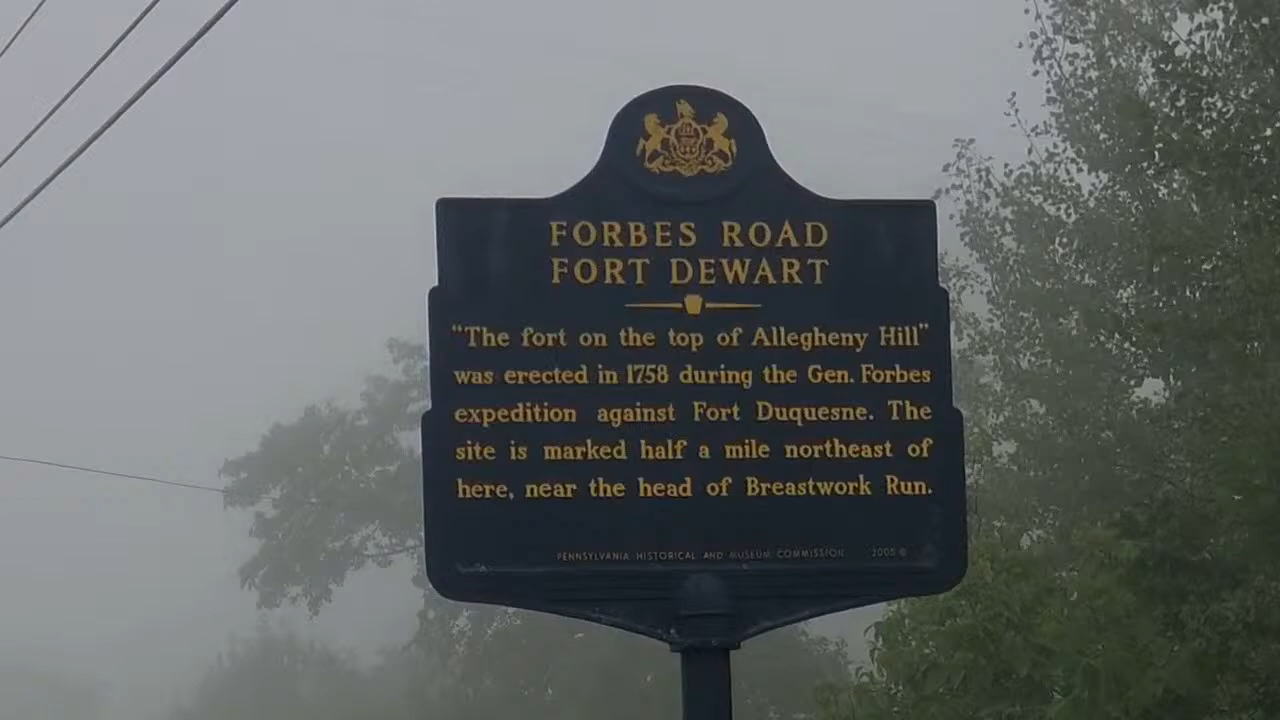 FORBES ROAD
FORT DEWART
"The fort on the top of Allegheny Hill"
was erected in 1758 during the Gen. Forbes
expedition against Fort Duquesne. The
site is marked half a mile northeast of
here, near the head of Breastwork Run.
PENNSYLVANIA HISTORICAL AND MUSEUM COMMISSION 2005 ©